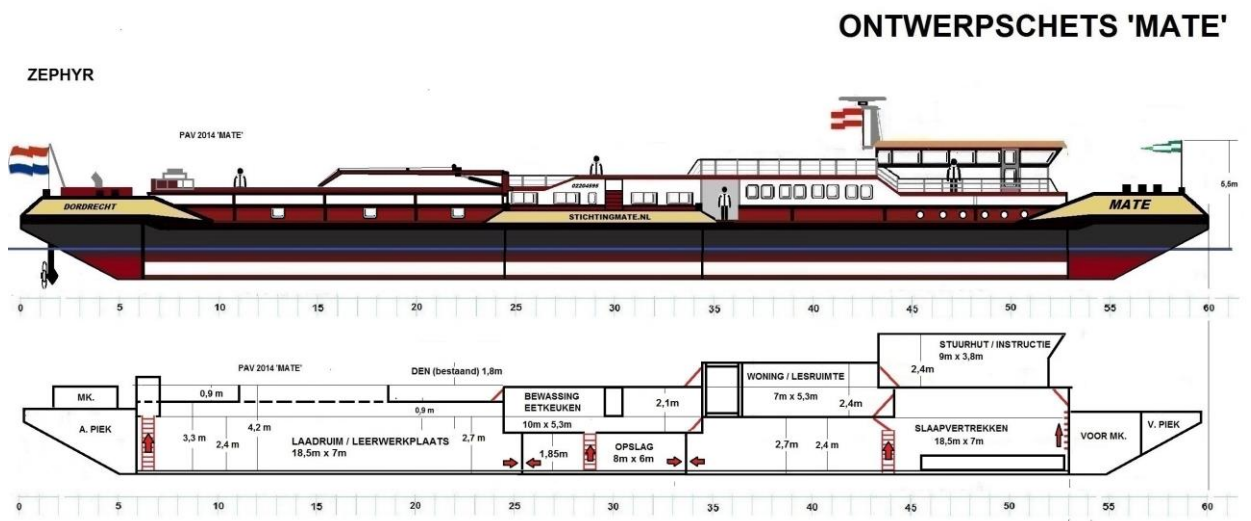 ONTWERPSCHETS 'MATE'
ZEPHYR
PAV 2014 'MATE'
5,5m
02204595
DORDRECHT
STICHTINGMATE.NL
MATE
0 5 10 15 20 25 30 35 40 45 50 55 60
STUURHUT / INSTRUCTIE
9m x 3,8m
2,4m
PAV 2014 'MATE'
DEN (bestaand) 1,8m
WONING / LESRUIMTE
7m x 5,3m
2,4m
MK.
0,9 m
0,9 m
BEWASSING
EETKEUKEN
10m x 5,3m
2,1m
A. PIEK
3,3 m
2,4 m
4,2 m
LAADRUIM / LEERWERKPLAATS
18,5m x 7m
2,7 m
1,85m
OPSLAG
8m x 6m
2,7m
2,4 m
SLAAPVERTREKKEN
18,5m x 7m
VOOR MK.
V. PIEK
0 5 10 15 20 25 30 35 40 45 50 55 60